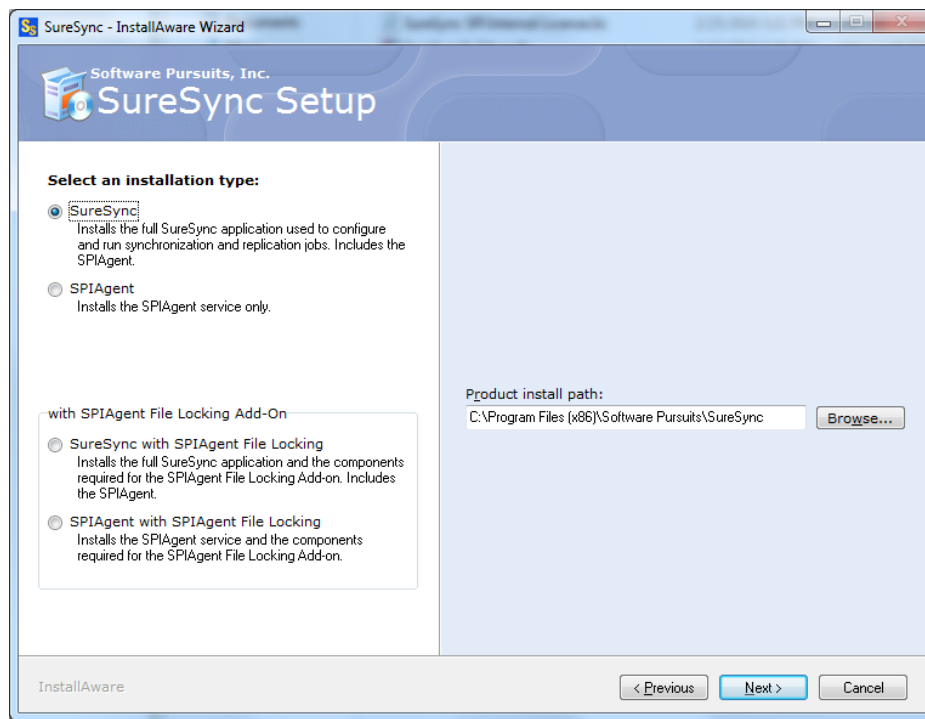 SureSync - InstallAware Wizard
Software Pursuits, Inc.
SureSync Setup
Select an installation type:
SureSync
Installs the full SureSync application used to configure
and run synchronization and replication jobs. Includes the
SPIAgent.
SPIAgent
Installs the SPIAgent service only.
with SPIAgent File Locking Add-On
SureSync with SPIAgent File Locking
Installs the full SureSync application and the components
required for the SPIAgent File Locking Add-on. Includes
the SPIAgent.
SPIAgent with SPIAgent File Locking
Installs the SPIAgent service and the components
required for the SPIAgent File Locking Add-on.
Product install path:
C:\Program Files (x86)\Software Pursuits\SureSync
Browse...
InstallAware
< Previous
Next >
Cancel